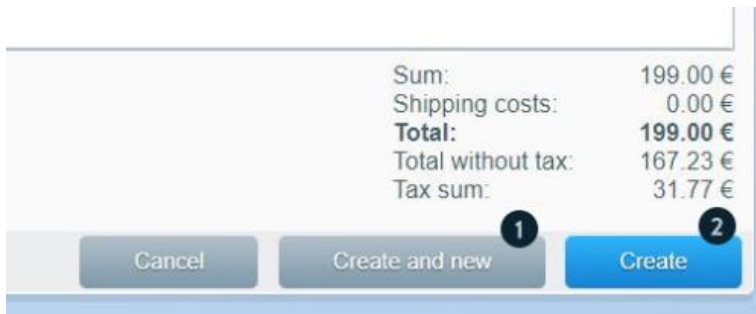 Sum: 199.00 €
Shipping costs: 0.00 €
Total: 199.00 €
Total without tax: 167.23 €
Tax sum: 31.77 €
1 2
Cancel Create and new Create